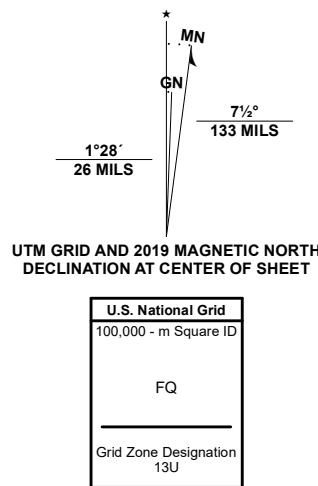 ★
MN
GN
7½°
133 MILS
1°28´
26 MILS
UTM GRID AND 2019 MAGNETIC NORTH
DECLINATION AT CENTER OF SHEET
U.S. National Grid
100,000 - m Square ID
FQ
Grid Zone Designation
13U